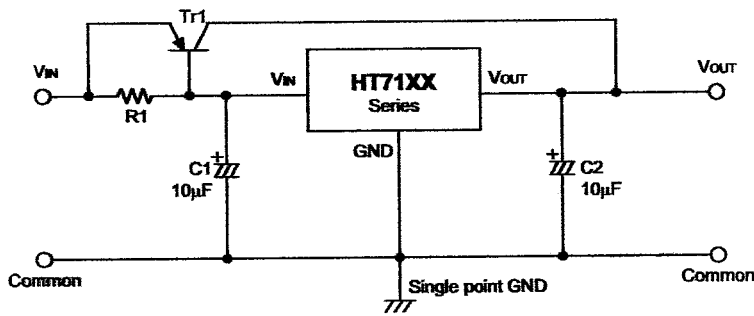 Tr1
VIN
R1
VIN
HT71XX
Series
VOUT
VOUT
GND
C1
10μF
C2
10μF
Common
Single point GND
Common